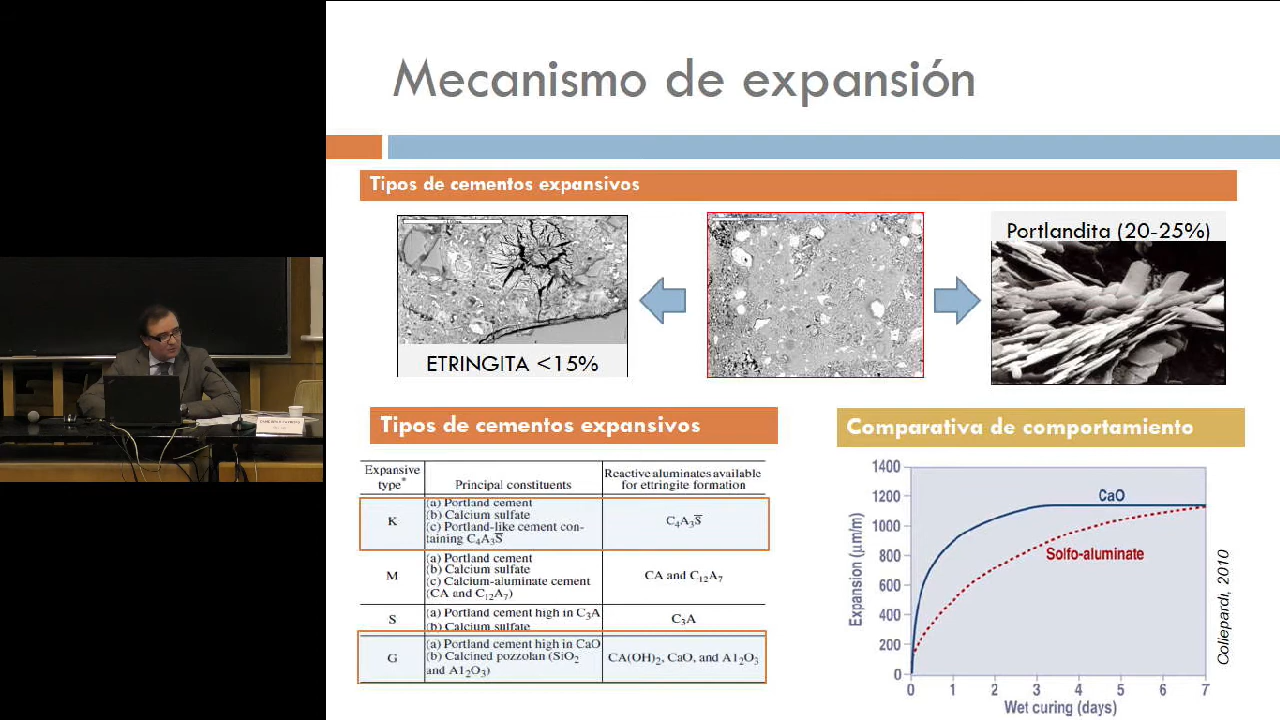 Mecanismo de expansión
Tipos de cementos expansivos
ETRINGITA <15%
Portlandita (20-25%)
Tipos de cementos expansivos
Expansive type* Principal constituents Reactive aluminates available for ettringite formation
K
(a) Portland cement
(b) Calcium sulfate
(c) Portland-like cement con-
taining C₄A₃S̅
C₄A₃S̅
M
(a) Portland cement
(b) Calcium sulfate
(c) Calcium-aluminate cement
(CA and C₁₂A₇)
CA and C₁₂A₇
S
(a) Portland cement high in C₃A
(b) Calcium sulfate
C₃A
G
(a) Portland cement high in CaO
(b) Calcined pozzolan (SiO₂
and A1₂O₃)
CA(OH)₂, CaO, and A1₂O₃
Comparativa de comportamiento
Expansion (μm/m)
1400
1200
1000
800
600
400
200
0
CaO
Solfo-aluminate
0 1 2 3 4 5 6 7
Wet curing (days)
Collepardi, 2010